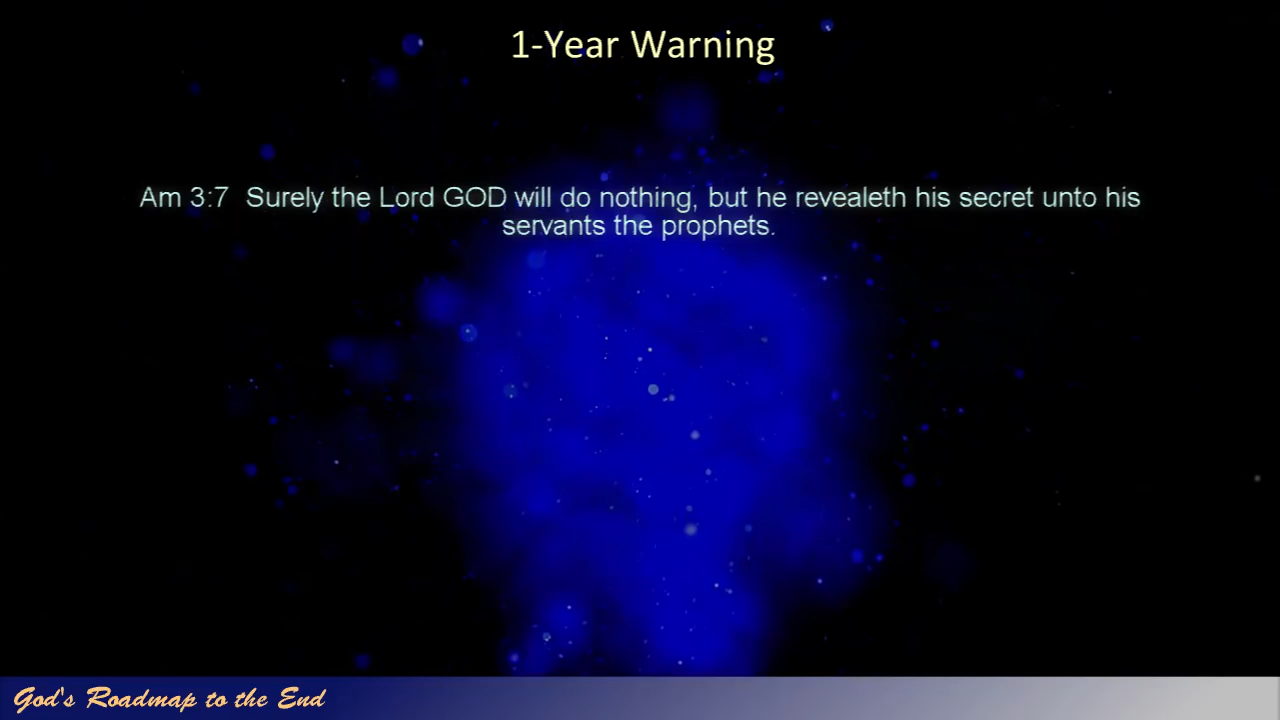 1-Year Warning
Am 3:7  Surely the Lord GOD will do nothing, but he revealeth his secret unto his
servants the prophets.
God's Roadmap to the End